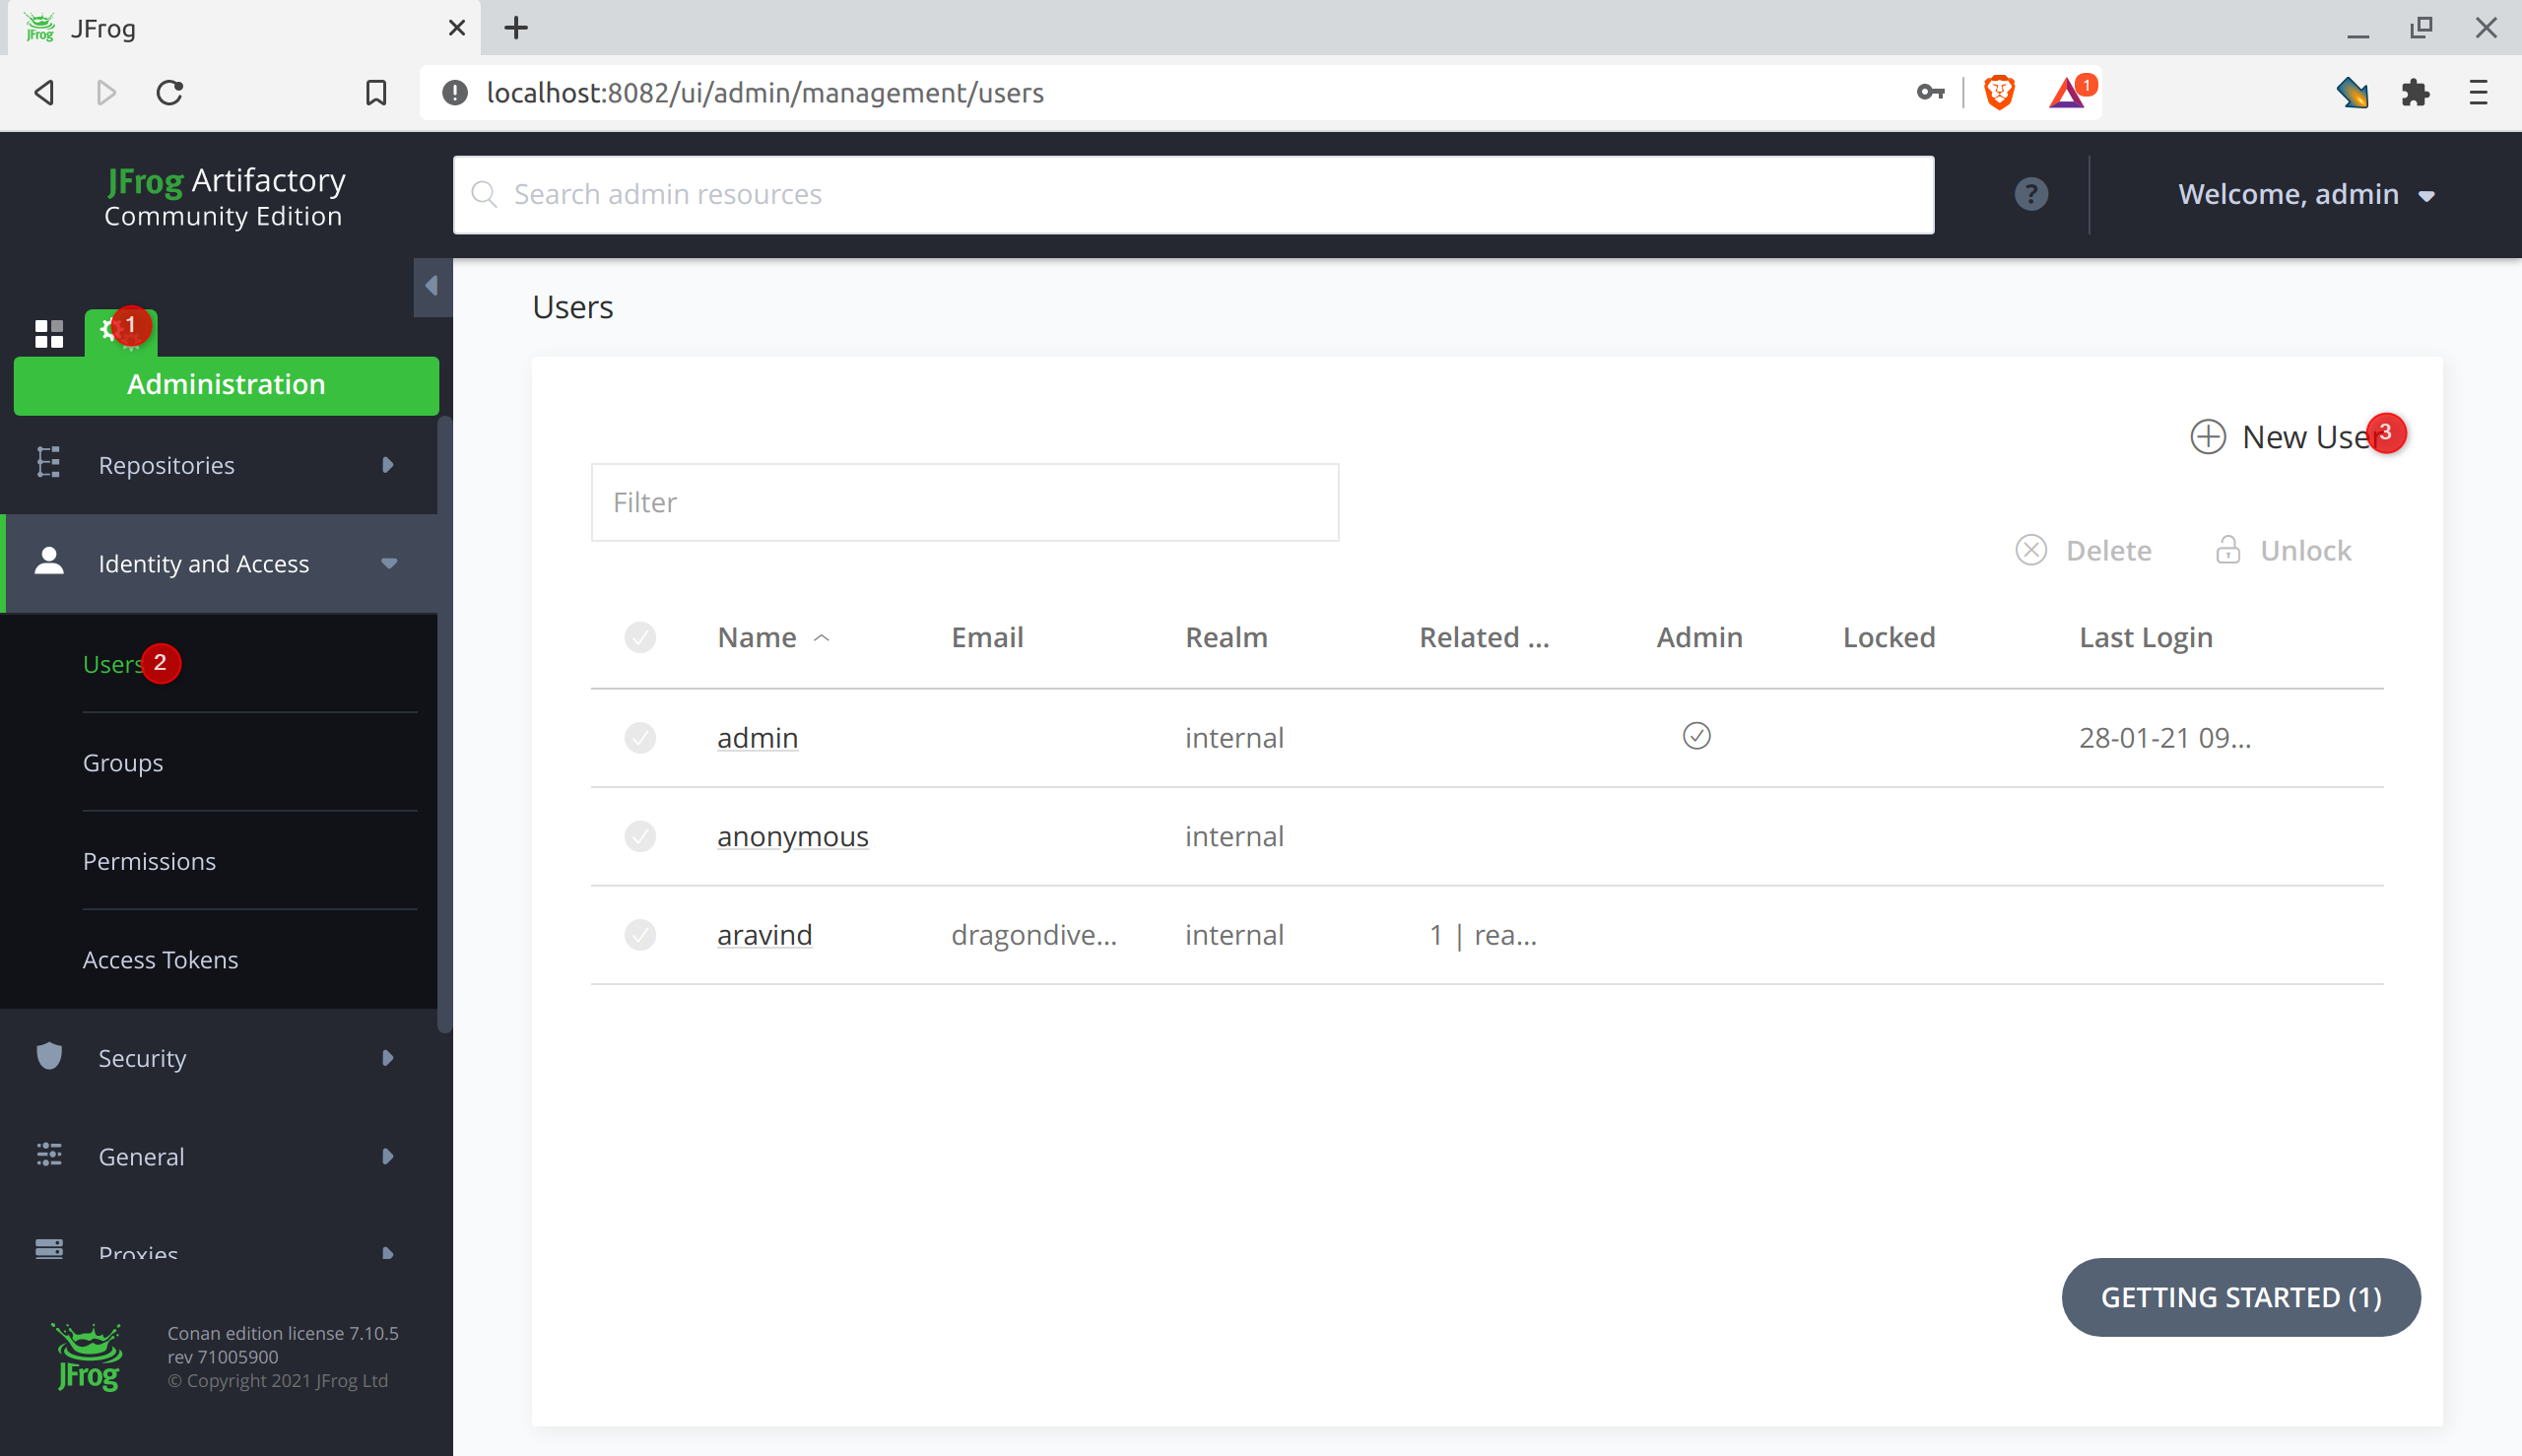 JFrog
localhost:8082/ui/admin/management/users
1
JFrog Artifactory
Community Edition
Search admin resources
?
Welcome, admin
1
Administration
Repositories
Identity and Access
Users 2
Groups
Permissions
Access Tokens
Security
General
Proxies
JFrog
Conan edition license 7.10.5
rev 71005900
© Copyright 2021 JFrog Ltd
Users
New User 3
Filter
Delete Unlock
Name Email Realm Related ... Admin Locked Last Login
admin internal 28-01-21 09...
anonymous internal
aravind dragondive... internal 1 | rea...
GETTING STARTED (1)